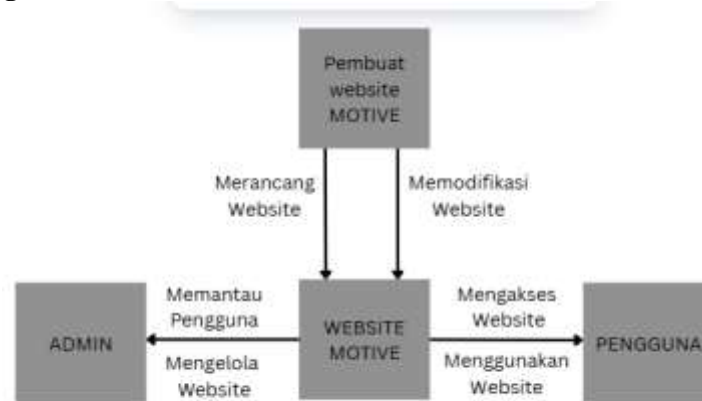 Pembuat
website
MOTIVE
Merancang
Website
Memodifikasi
Website
ADMIN
Memantau
Pengguna
Mengelola
Website
WEBSITE
MOTIVE
Mengakses
Website
Menggunakan
Website
PENGGUNA